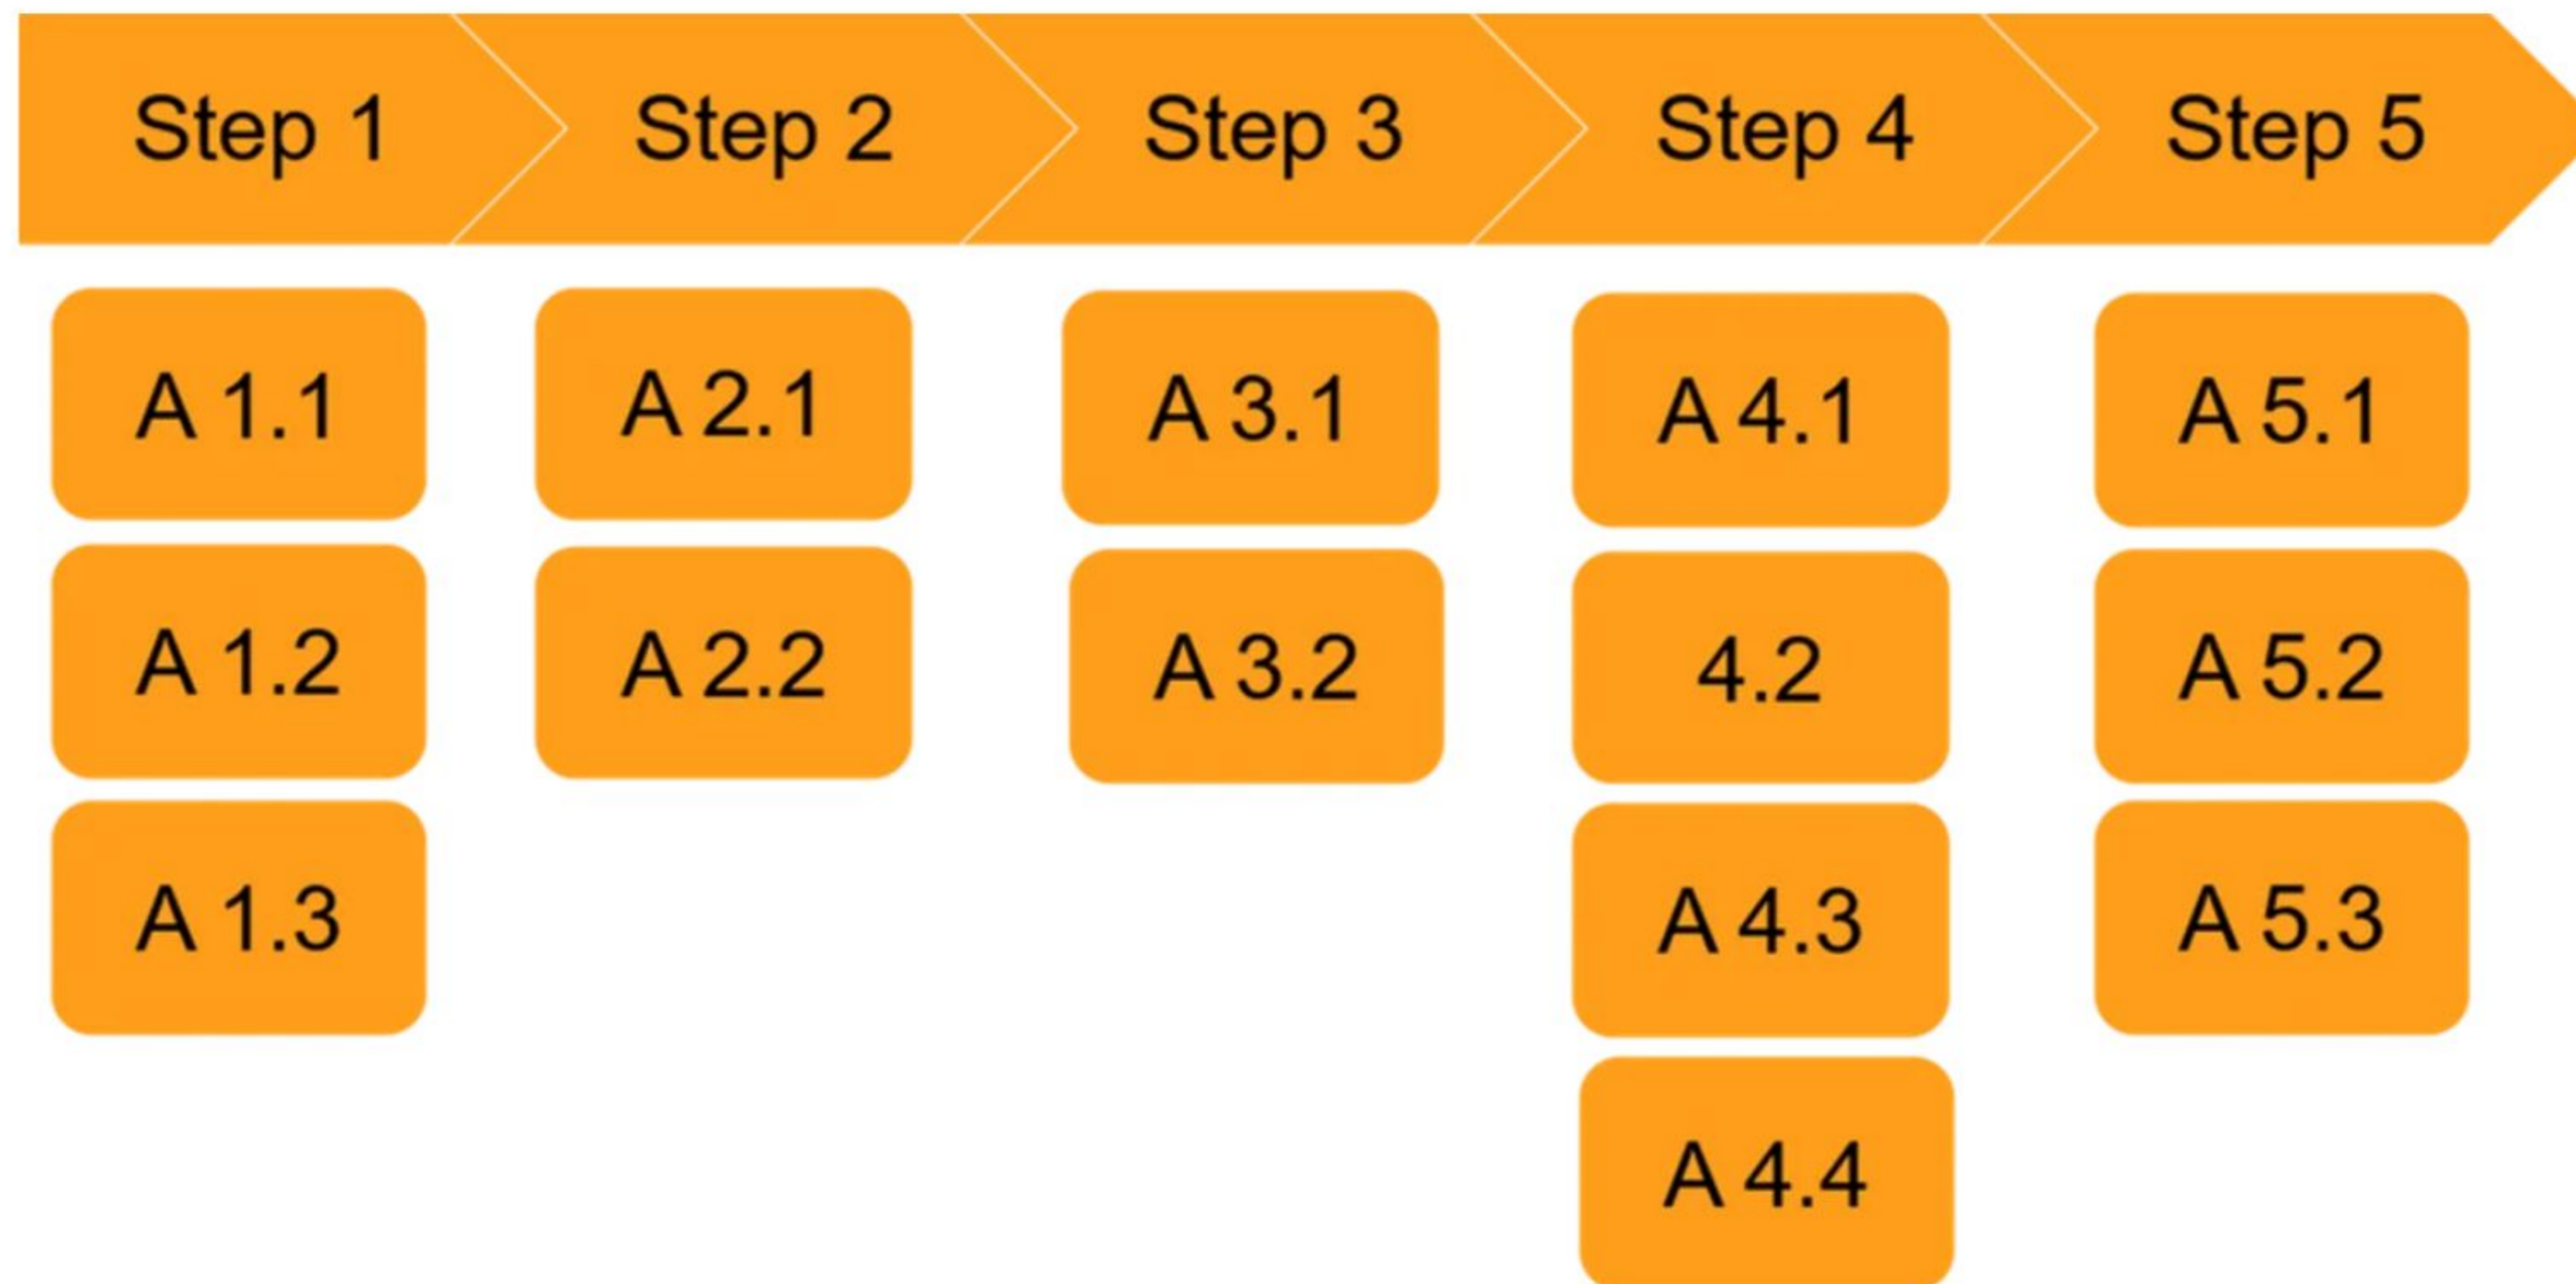 Step 1
Step 2
Step 3
Step 4
Step 5
A 1.1
A 2.1
A 3.1
A 4.1
A 5.1
A 1.2
A 2.2
A 3.2
4.2
A 5.2
A 1.3
A 4.3
A 5.3
A 4.4